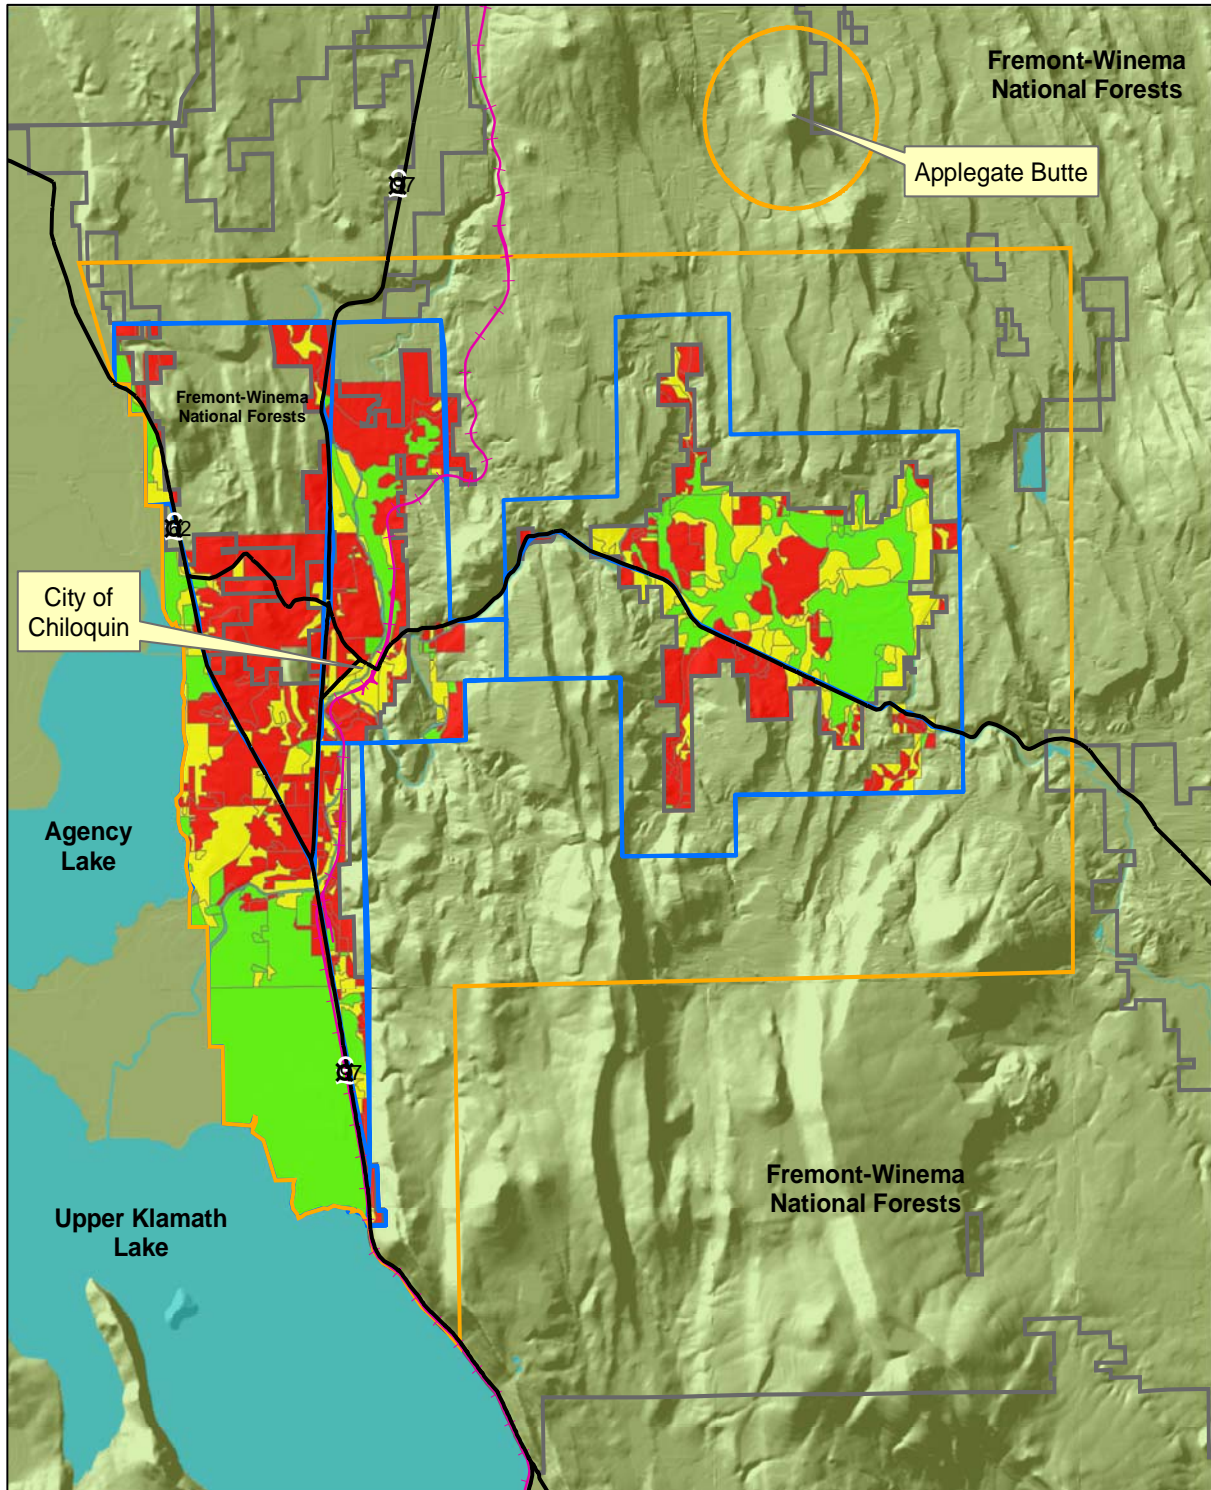 Fremont-Winema
National Forests
Applegate Butte
97
Fremont-Winema
National Forests
62
City of
Chiloquin
Agency
Lake
97
Fremont-Winema
National Forests
Upper Klamath
Lake